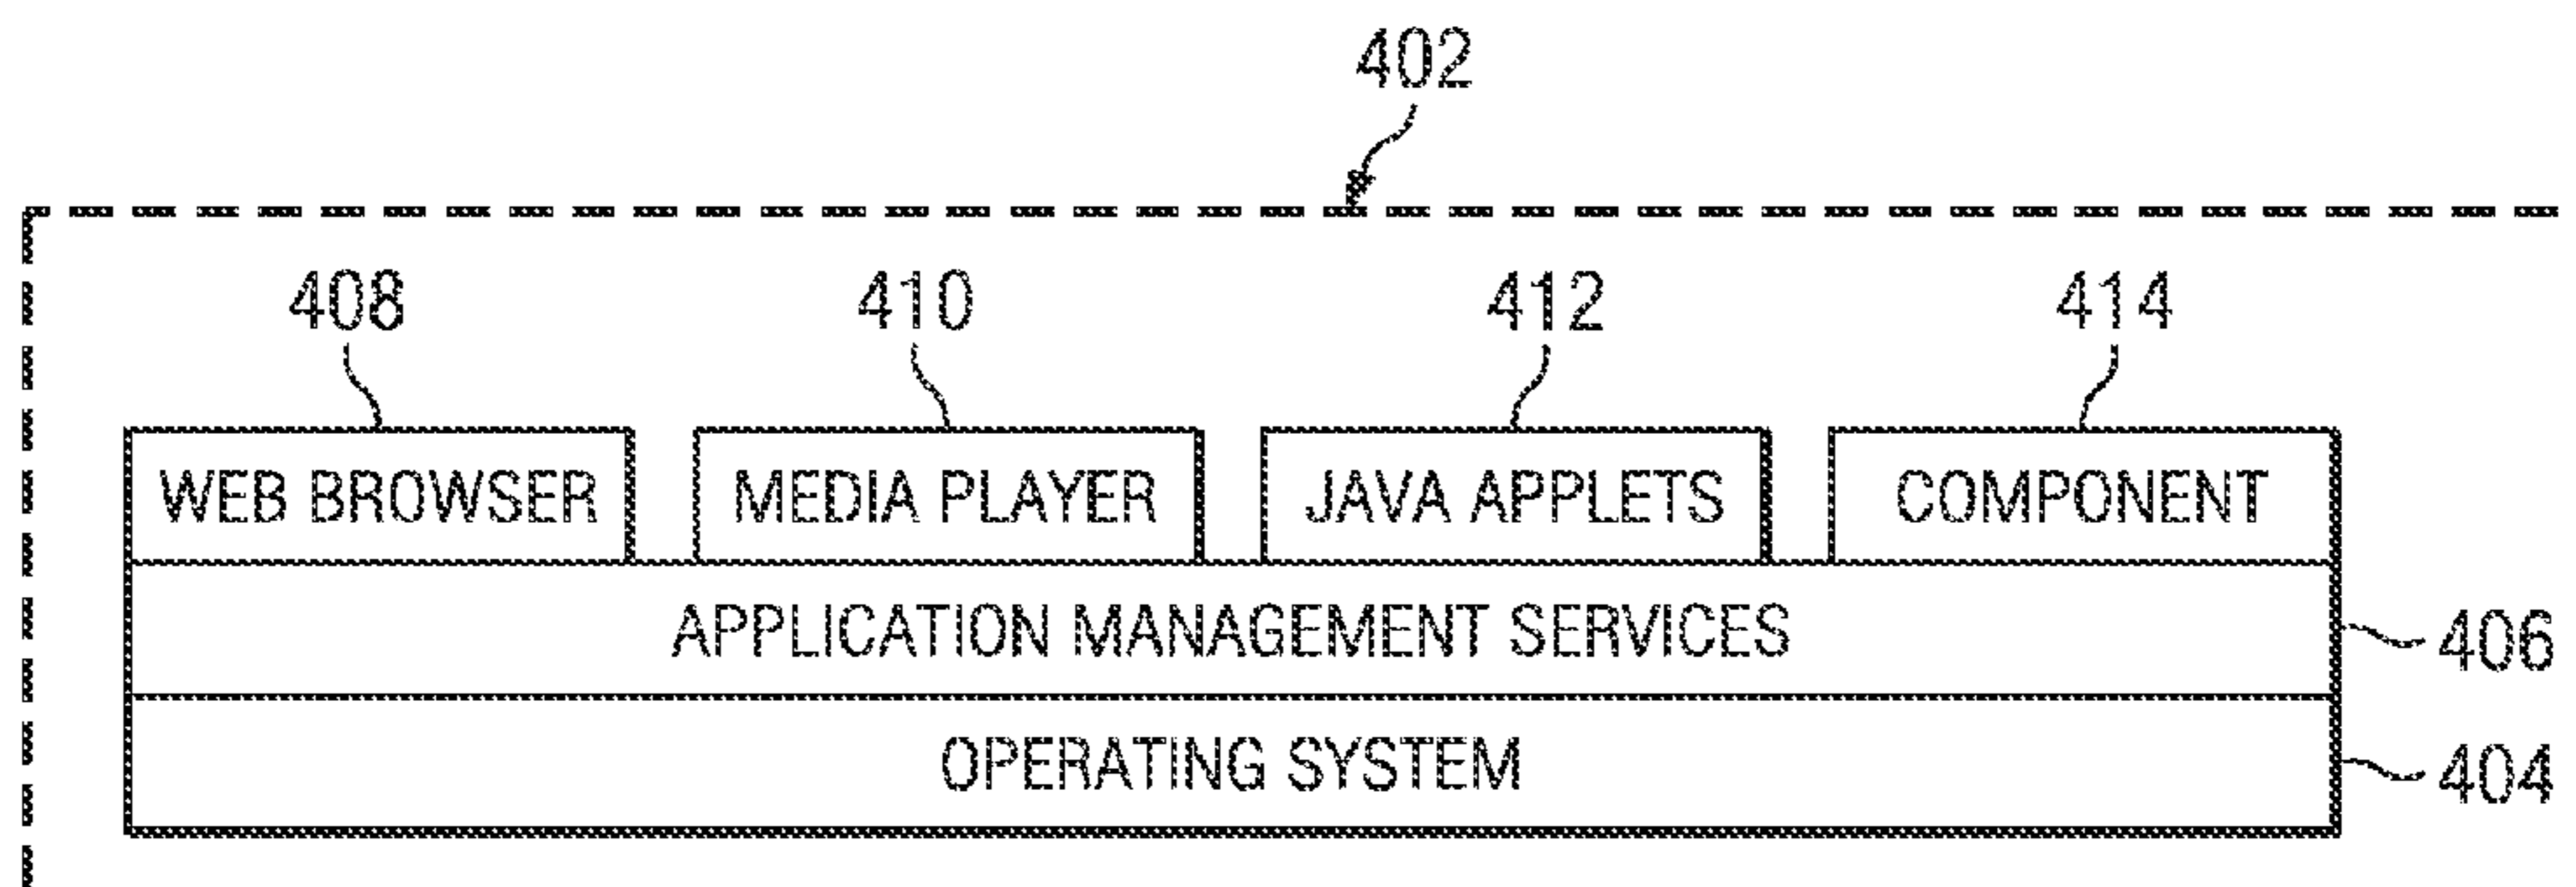 402
408 410 412 414
WEB BROWSER MEDIA PLAYER JAVA APPLETS COMPONENT
APPLICATION MANAGEMENT SERVICES 406
OPERATING SYSTEM 404